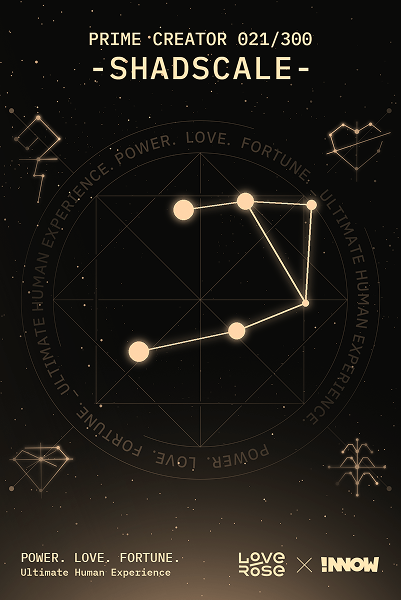 PRIME·CREATOR 021/300
-SHADSCALE-
POWER. LOVE. FORTUNE. - ULTIMATE HUMAN EXPERIENCE.
POWER. LOVE. FORTUNE - ULTIMATE HUMAN EXPERIENCE.
POWER. LOVE. FORTUNE.
Ultimate Human Experience
LOVE
ROSE
×
!NNOW